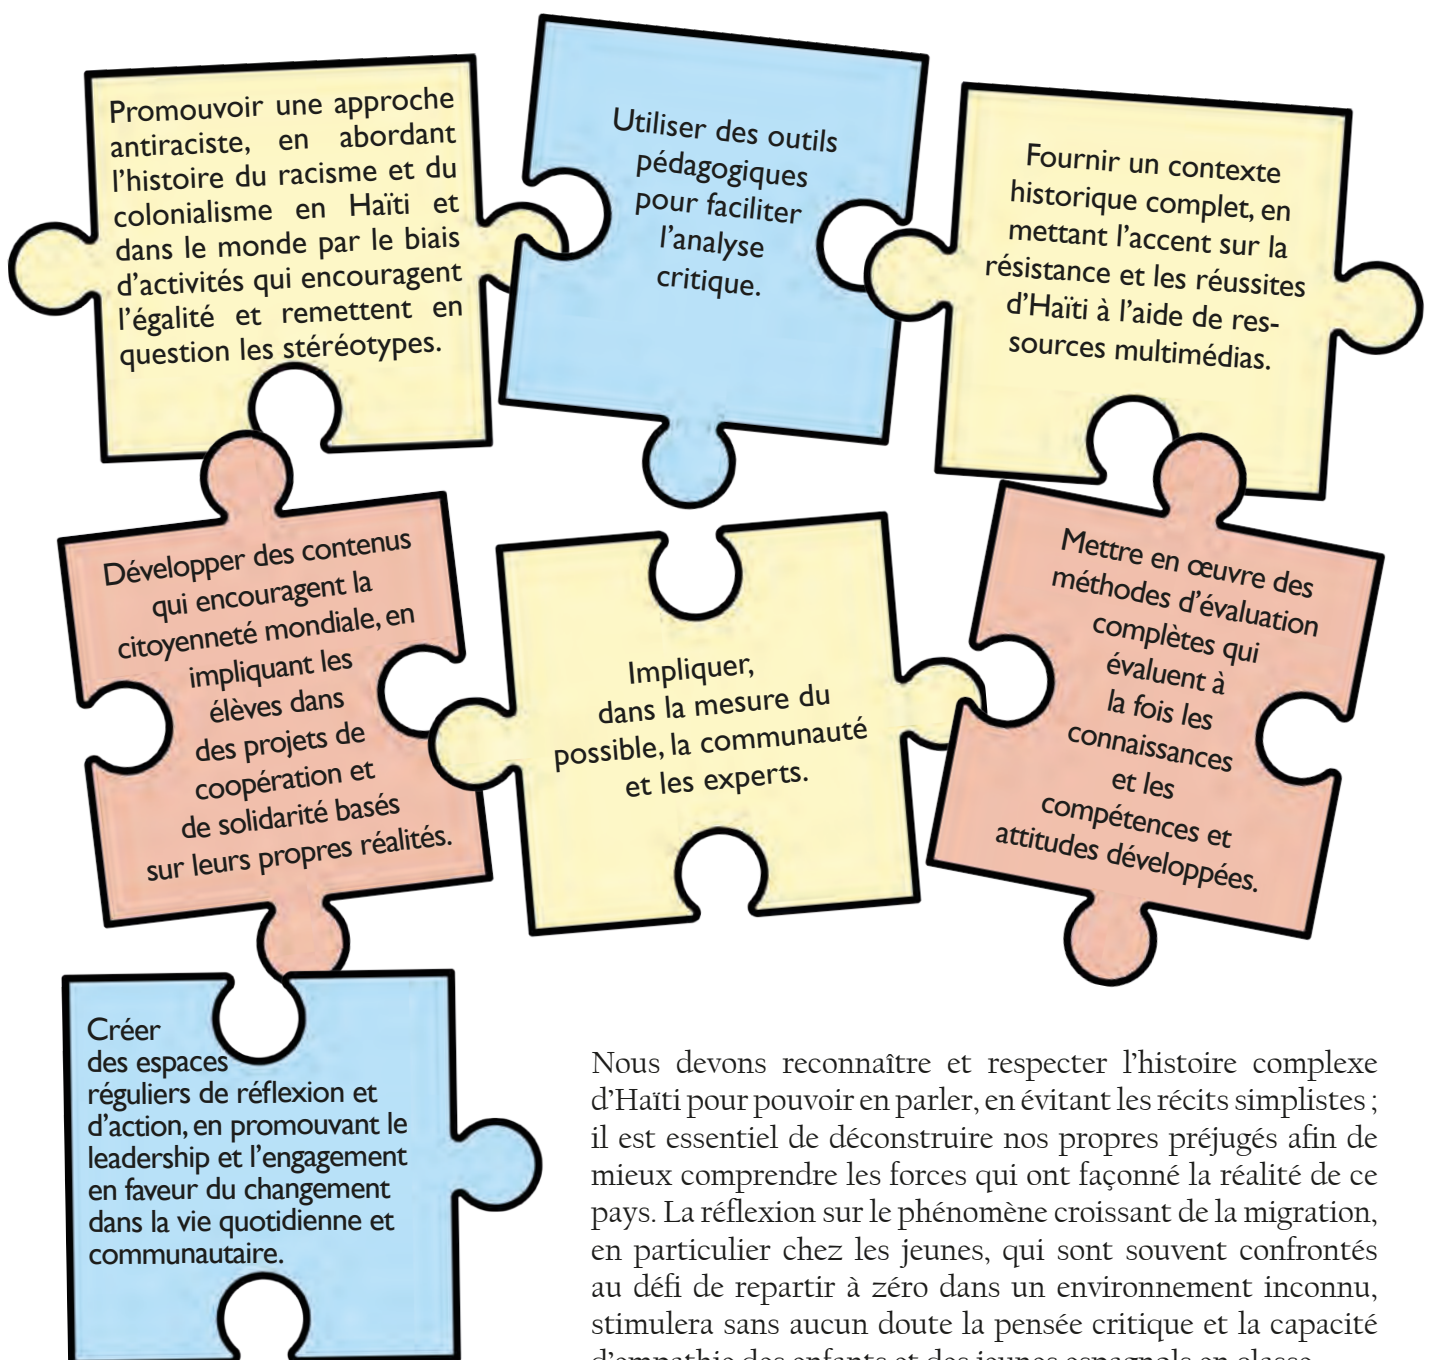 Promouvoir une approche
antiraciste, en abordant
l'histoire du racisme et du
colonialisme en Haïti et
dans le monde par le biais
d'activités qui encouragent
l'égalité et remettent en
question les stéréotypes.
Utiliser des outils
pédagogiques
pour faciliter
l'analyse
critique.
Fournir un contexte
historique complet, en
mettant l'accent sur la
résistance et les réussites
d'Haïti à l'aide de res-
sources multimédias.
Développer des contenus
qui encouragent la
citoyenneté mondiale, en
impliquant les
élèves dans
des projets de
coopération et
de solidarité basés
sur leurs propres réalités.
Impliquer,
dans la mesure du
possible, la communauté
et les experts.
Mettre en œuvre des
méthodes d'évaluation
complètes qui
évaluent à
la fois les
connaissances
et les
compétences et
attitudes développées.
Créer
des espaces
réguliers de réflexion et
d'action, en promouvant le
leadership et l'engagement
en faveur du changement
dans la vie quotidienne et
communautaire.
Nous devons reconnaître et respecter l'histoire complexe
d'Haïti pour pouvoir en parler, en évitant les récits simplistes ;
il est essentiel de déconstruire nos propres préjugés afin de
mieux comprendre les forces qui ont façonné la réalité de ce
pays. La réflexion sur le phénomène croissant de la migration,
en particulier chez les jeunes, qui sont souvent confrontés
au défi de repartir à zéro dans un environnement inconnu,
stimulera sans aucun doute la pensée critique et la capacité
d'empathie des enfants et des jeunes espagnols en classe